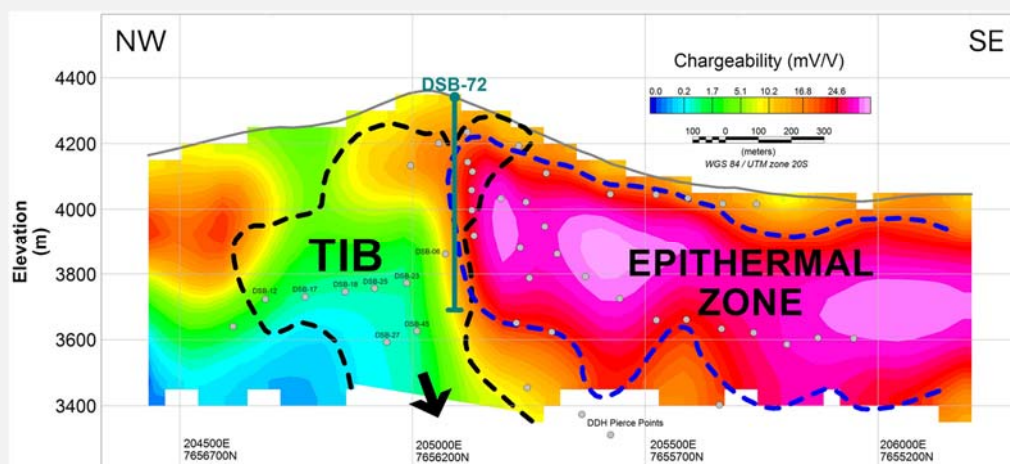 NW
SE
Chargeability (mV/V)
0.0 0.2 1.7 5.1 10.2 16.8 24.6
100 0 100 200 300
(meters)
WGS 84 / UTM zone 20S
DSB-72
Elevation
(m)
4400
4200
4000
3800
3600
3400
TIB
EPITHERMAL
ZONE
DSB-06
DSB-12
DSB-17
DSB-18
DSB-23
DSB-27
DSB-45
DDH Pierce Points
204500E
7656700N
205000E
7656200N
205500E
7655700N
206000E
7655200N